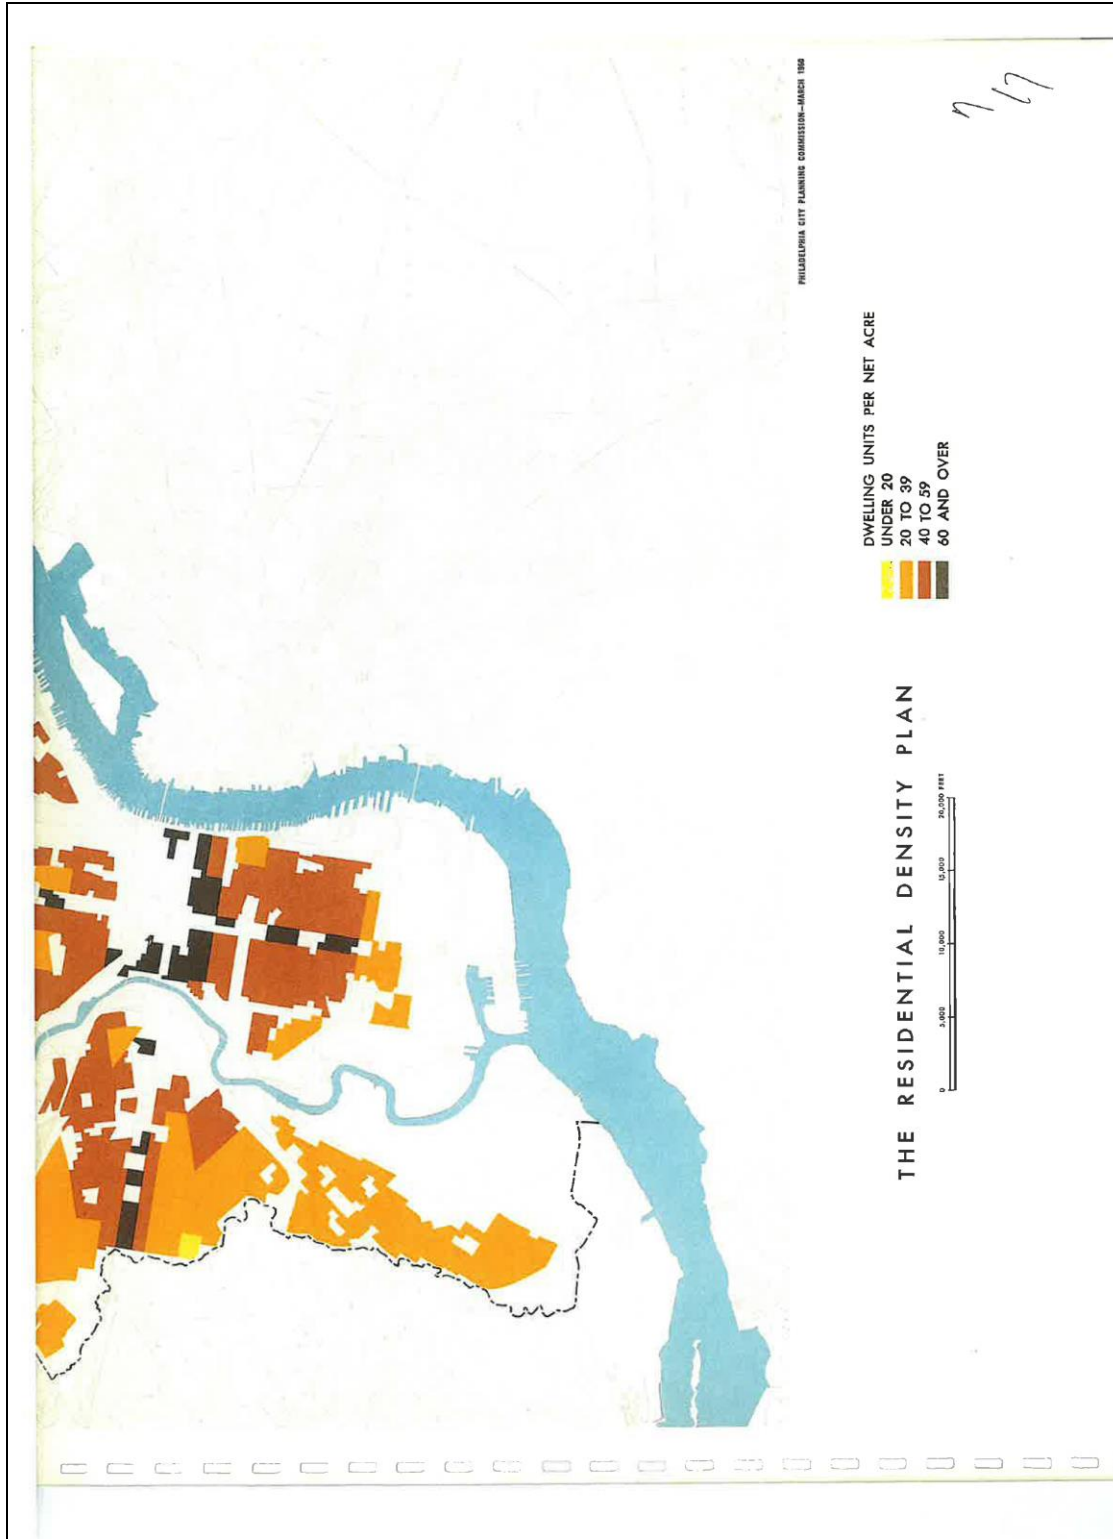 PHILADELPHIA CITY PLANNING COMMISSION—MARCH 1960
DWELLING UNITS PER NET ACRE
UNDER 20
20 TO 39
40 TO 59
60 AND OVER
THE RESIDENTIAL DENSITY PLAN
0 5,000 10,000 15,000 20,000 FEET